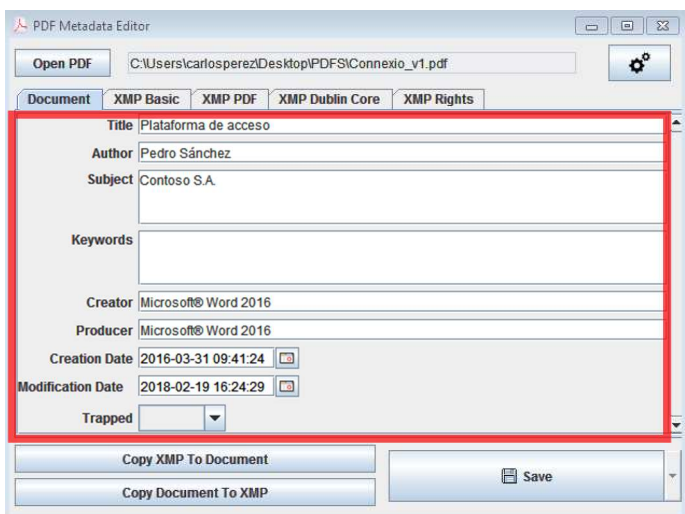 PDF Metadata Editor
Open PDF C:\Users\carlosperez\Desktop\PDFS\Connexio_v1.pdf
Document XMP Basic XMP PDF XMP Dublin Core XMP Rights
Title Plataforma de acceso
Author Pedro Sánchez
Subject Contoso S.A.
Keywords
Creator Microsoft® Word 2016
Producer Microsoft® Word 2016
Creation Date 2016-03-31 09:41:24
Modification Date 2018-02-19 16:24:29
Trapped
Copy XMP To Document
Save
Copy Document To XMP